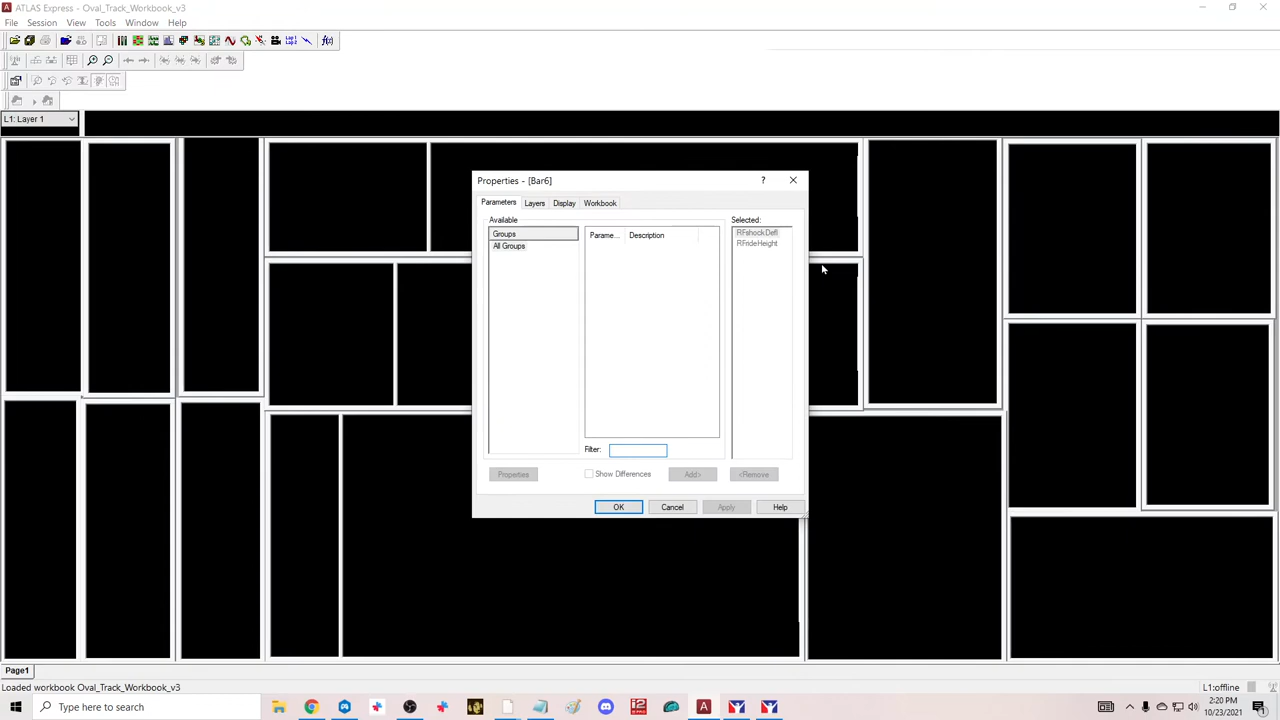 ATLAS Express - Oval_Track_Workbook_v3
File Session View Tools Window Help
L1: Layer 1
Properties - [Bar6]
Parameters Layers Display Workbook
Available
Selected:
Groups
All Groups
Parame... Description
RFshockDefl
RFrideHeight
Filter:
Properties
Show Differences
Add>
<Remove
OK
Cancel
Apply
Help
Page1
Loaded workbook Oval_Track_Workbook_v3
L1:offline
Type here to search
2:20 PM
10/23/2021